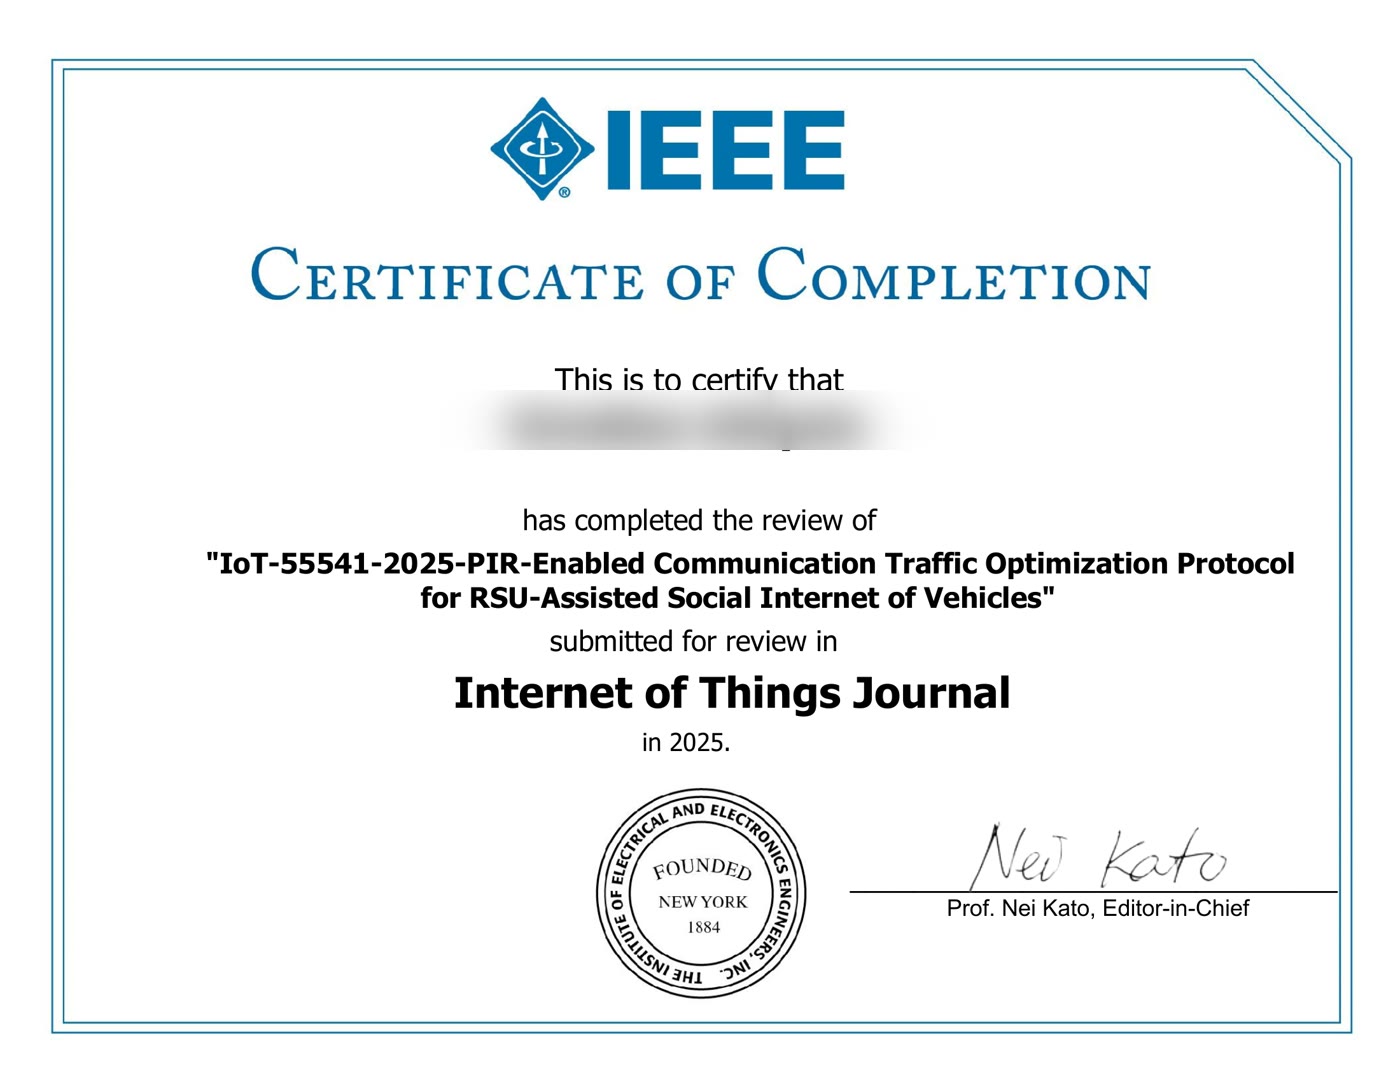 IEEE
®
CERTIFICATE OF COMPLETION
This is to certify that
has completed the review of
"IoT-55541-2025-PIR-Enabled Communication Traffic Optimization Protocol
for RSU-Assisted Social Internet of Vehicles"
submitted for review in
Internet of Things Journal
in 2025.
THE INSTITUTE OF ELECTRICAL AND ELECTRONICS ENGINEERS, INC.
FOUNDED
NEW YORK
1884
Nei Kato
Prof. Nei Kato, Editor-in-Chief